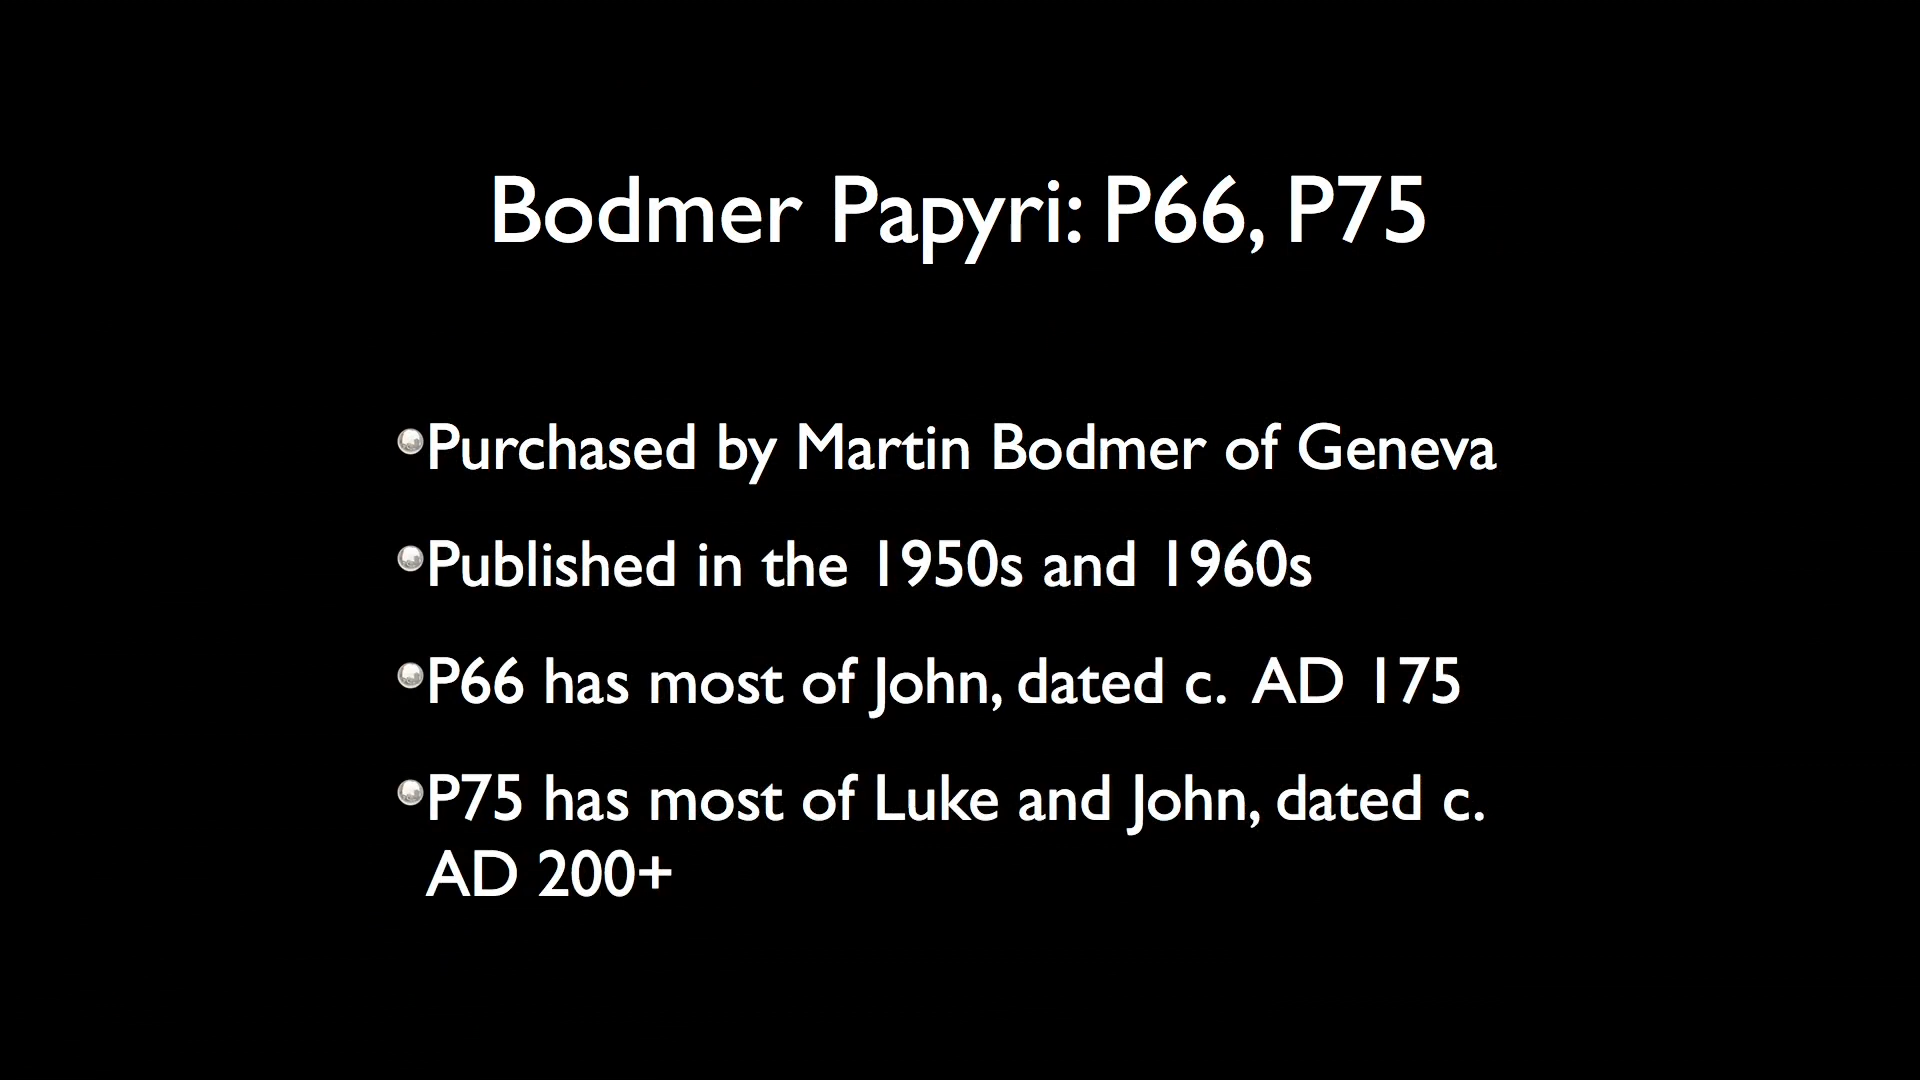 Bodmer Papyri: P66, P75
Purchased by Martin Bodmer of Geneva
Published in the 1950s and 1960s
P66 has most of John, dated c. AD 175
P75 has most of Luke and John, dated c.
AD 200+